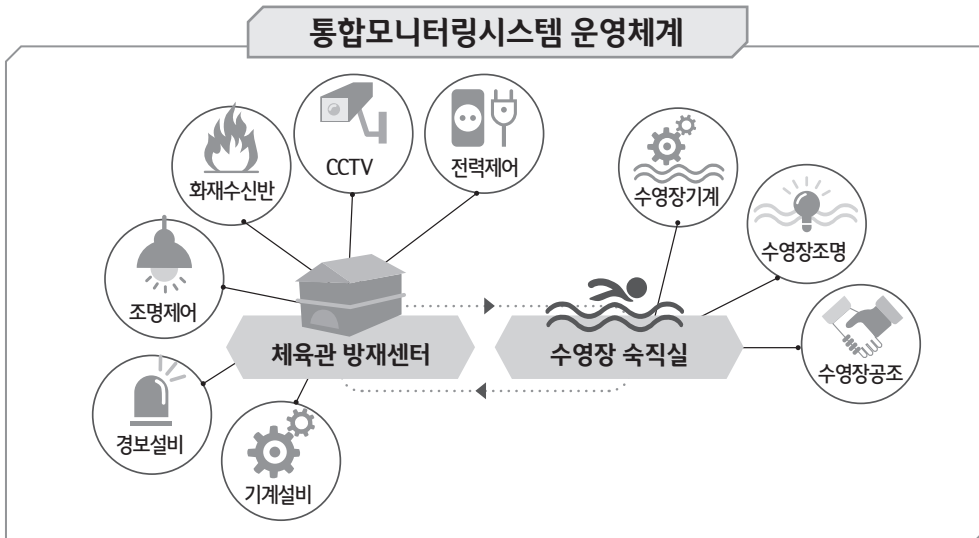 통합모니터링시스템 운영체계
화재수신반
CCTV
전력제어
조명제어
경보설비
기계설비
체육관 방재센터
수영장 숙직실
수영장기계
수영장조명
수영장공조